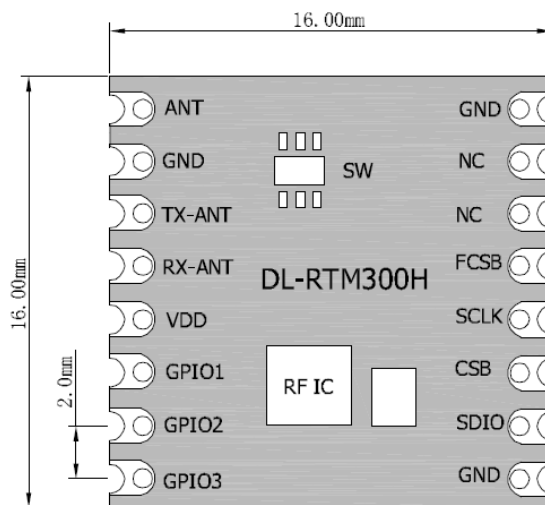 16.00mm
ANT GND
GND NC
SW
TX-ANT NC
RX-ANT FCSB
DL-RTM300H
16.00mm
VDD SCLK
GPIO1 CSB
RF IC
2.0mm
GPIO2 SDIO
GPIO3 GND